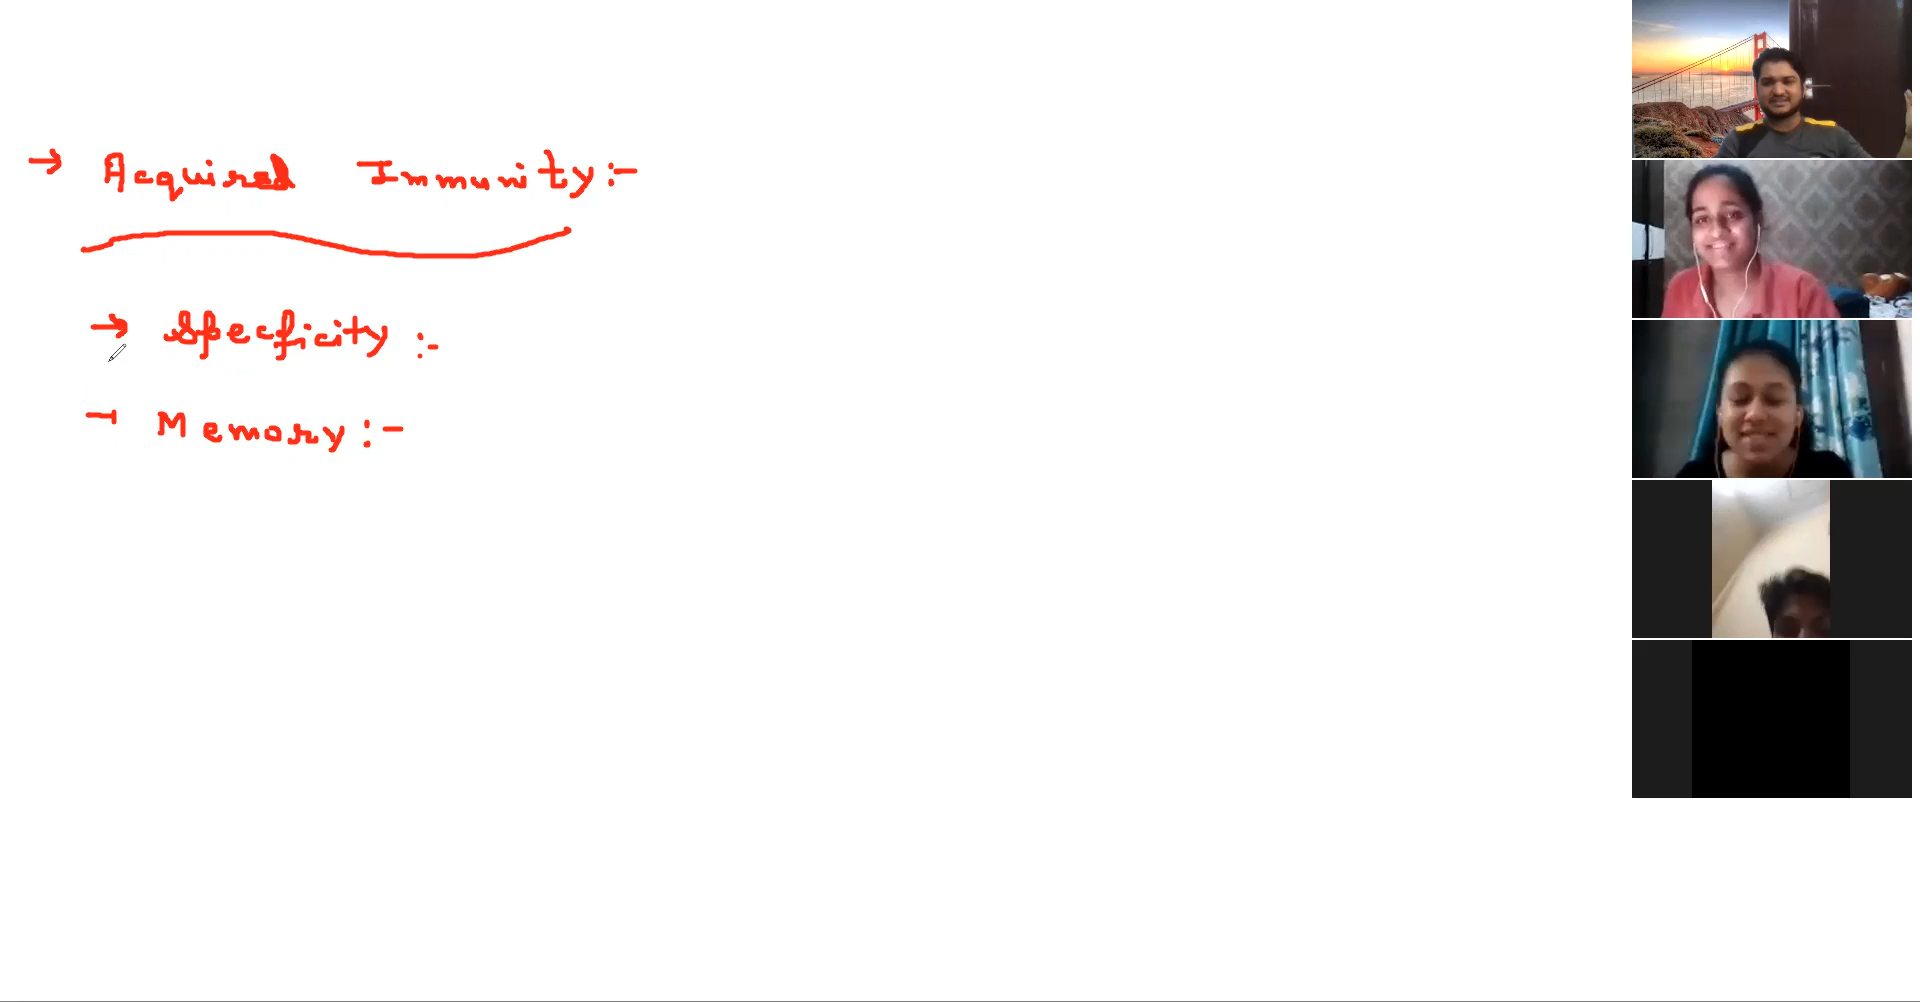 → Acquired Immunity:-
→ Specficity :-
→ Memory:-